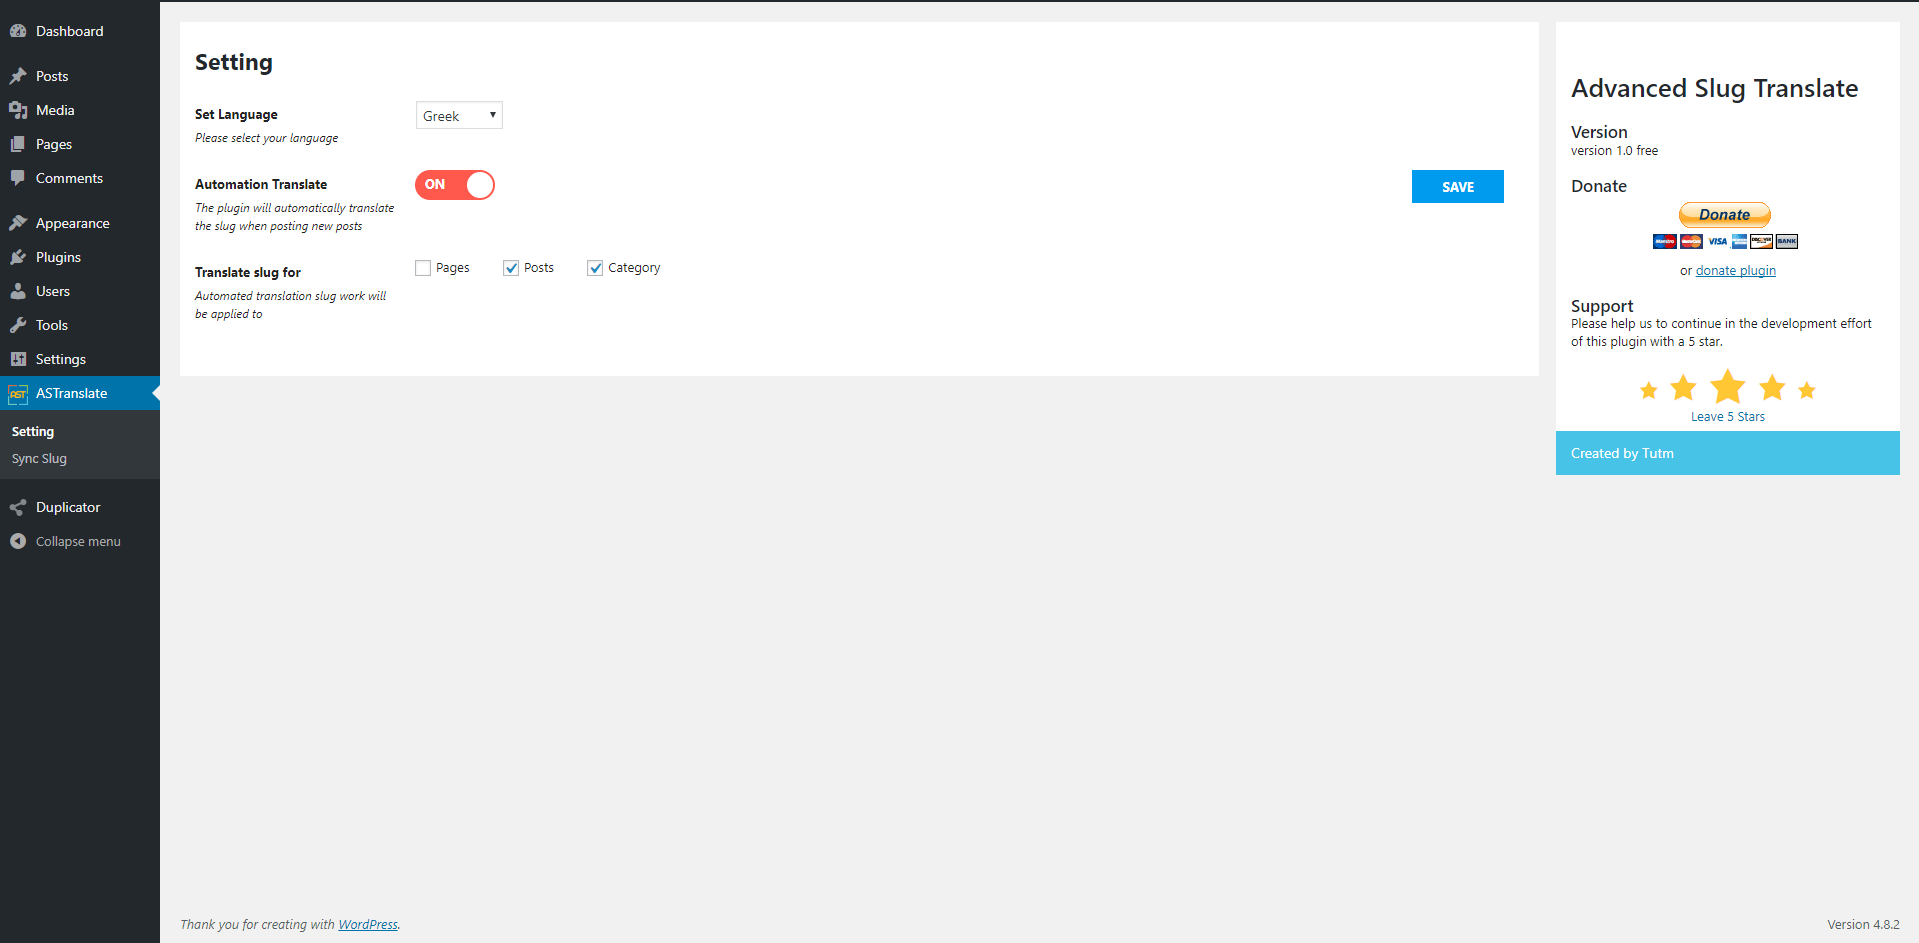 Dashboard
Posts
Media
Pages
Comments
Appearance
Plugins
Users
Tools
Settings
AST
ASTranslate
Setting
Sync Slug
Duplicator
Collapse menu
Setting
Set Language
Please select your language
Greek
Automation Translate
The plugin will automatically translate
the slug when posting new posts
ON
SAVE
Translate slug for
Automated translation slug work will
be applied to
Pages Posts Category
Advanced Slug Translate
Version
version 1.0 free
Donate
Donate
Maestro MasterCard VISA DISCOVER BANK
or donate plugin
Support
Please help us to continue in the development effort
of this plugin with a 5 star.
Leave 5 Stars
Created by Tutm
Thank you for creating with WordPress.
Version 4.8.2